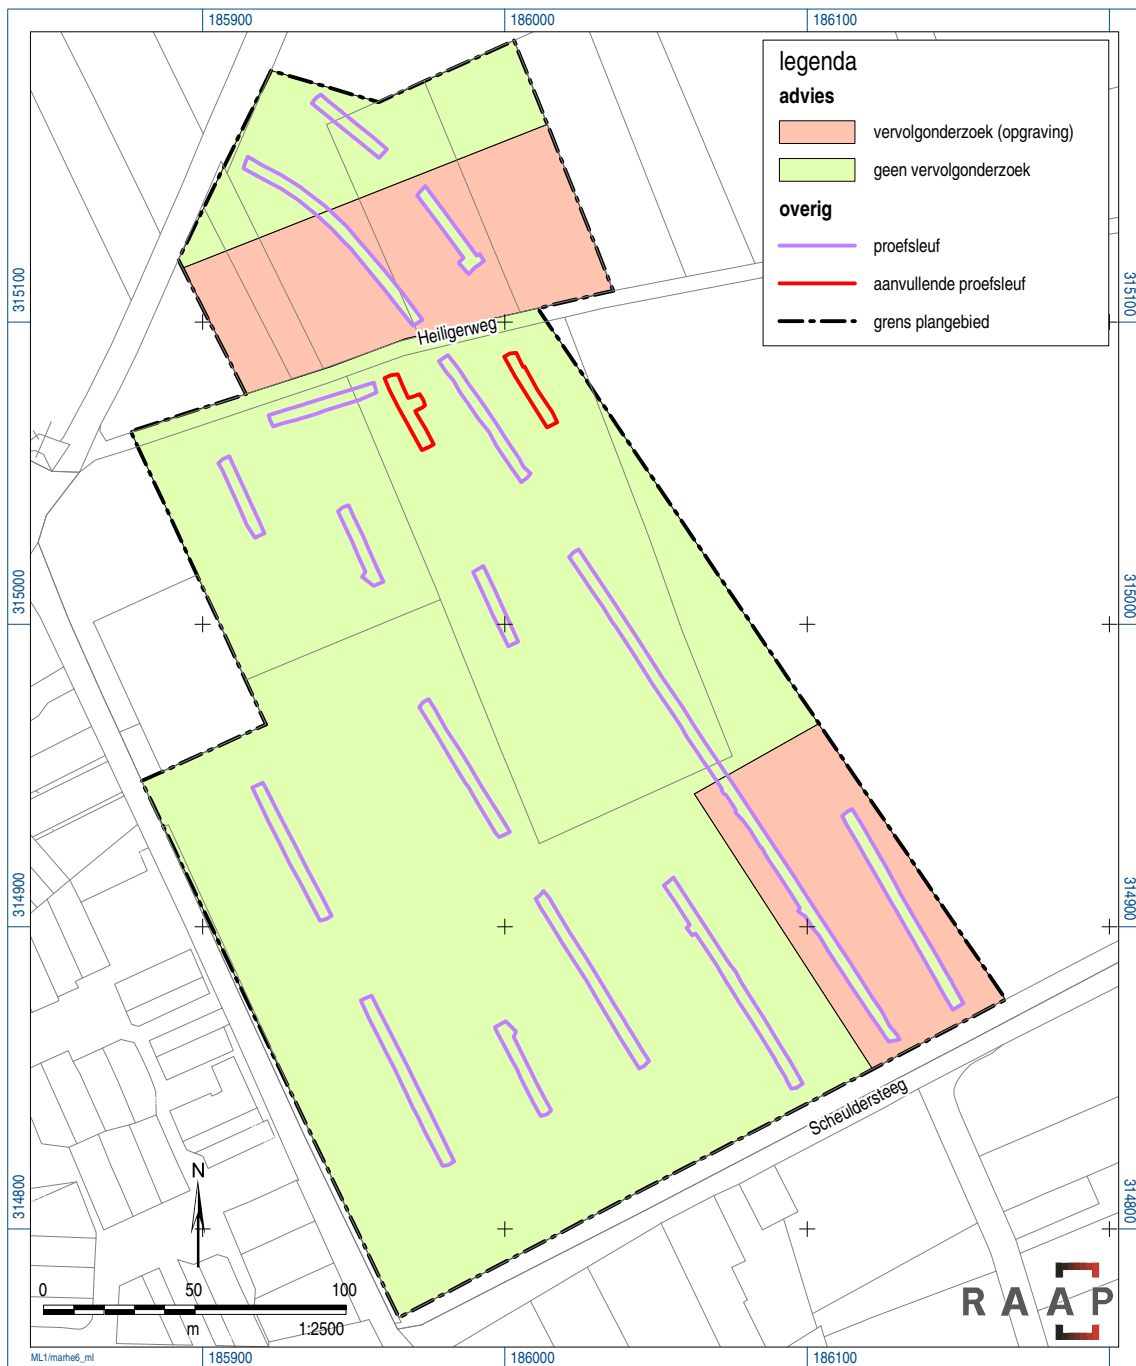 185900
186000
186100
legenda
advies
vervolgonderzoek (opgraving)
geen vervolgonderzoek
overig
proefsleuf
aanvullende proefsleuf
grens plangebied
315100
315100
Heiligerweg
315000
315000
314900
314900
Scheuldersteeg
N
314800
314800
0 50 100
m 1:2500
RAAP
ML1/marhe6_ml
185900
186000
186100